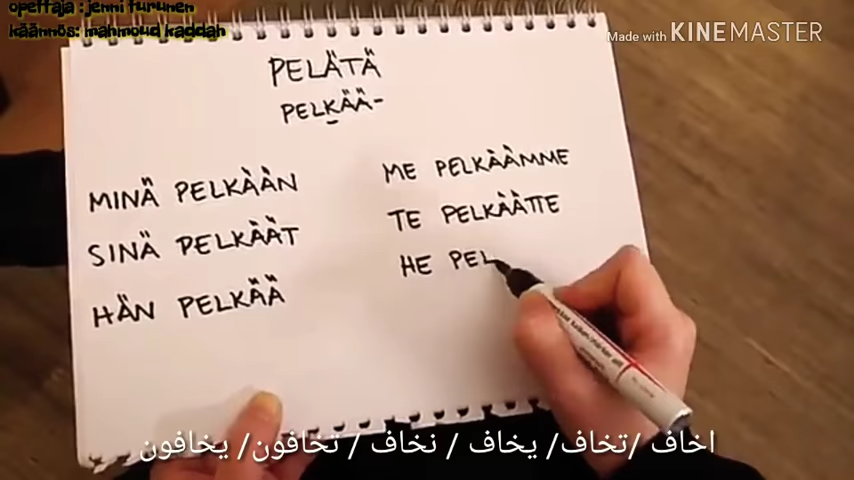 opettaja : jenni turunen
käännös: mahmoud kaddah
Made with KINEMASTER
PELÄTÄ
PELKÄÄ-
MINÄ PELKÄÄN
SINÄ PELKÄÄT
HÄN PELKÄÄ
ME PELKÄÄMME
TE PELKÄÄTTE
HE PEL
اخاف /تخاف/ يخاف / نخاف / تخافون/ يخافون